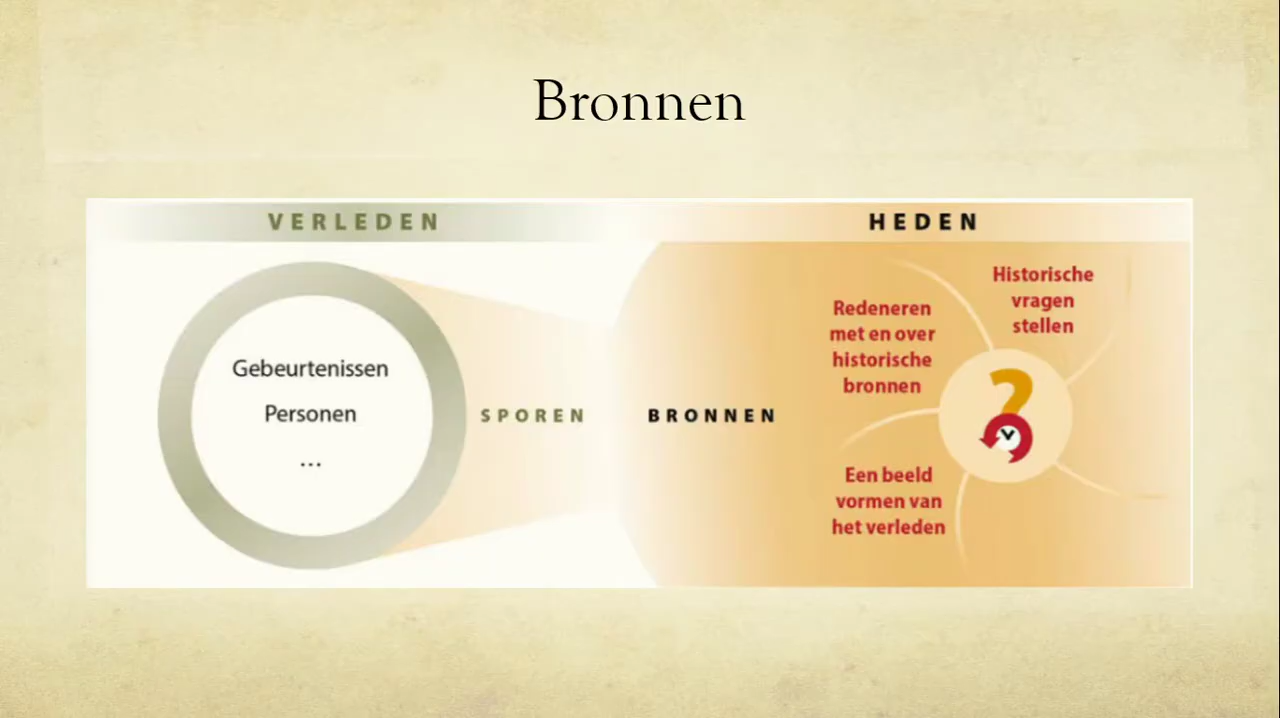 Bronnen
VERLEDEN
HEDEN
Gebeurtenissen
Personen
...
SPOREN
BRONNEN
Redeneren
met en over
historische
bronnen
Historische
vragen
stellen
?
Een beeld
vormen van
het verleden